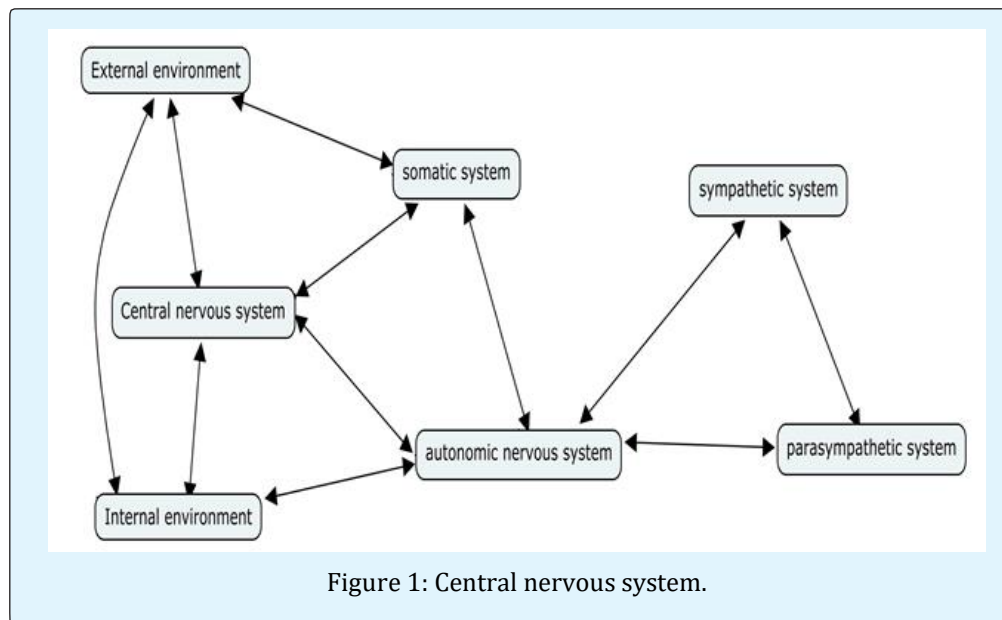 External environment
somatic system
sympathetic system
Central nervous system
autonomic nervous system
parasympathetic system
Internal environment
Figure 1: Central nervous system.